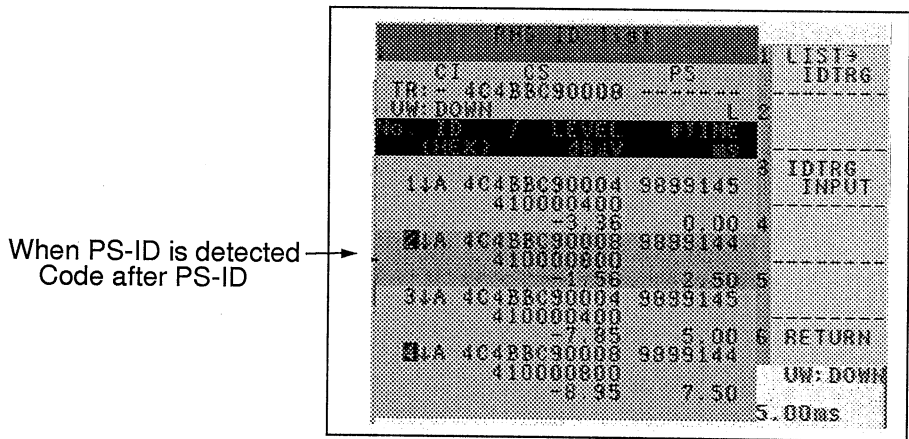 PHS ID List
CI CS PS
TR:- 4C4BBC90008 -------
UW:DOWN L
No. ID / LEVEL #TIME
(HEX) dBμV ms
1↓A 4C4BBC90004 9899145
410000400
-3.36 0.00
2↓A 4C4BBC90008 9899144
410000800
-1.56 2.50
3↓A 4C4BBC90004 9899145
410000400
-7.85 5.00
4↓A 4C4BBC90008 9899144
410000800
-8.95 7.50
1 LIST→
IDTRG
2
3 IDTRG
INPUT
4
5
6 RETURN
UW:DOWN
5.00ms
When PS-ID is detected
Code after PS-ID